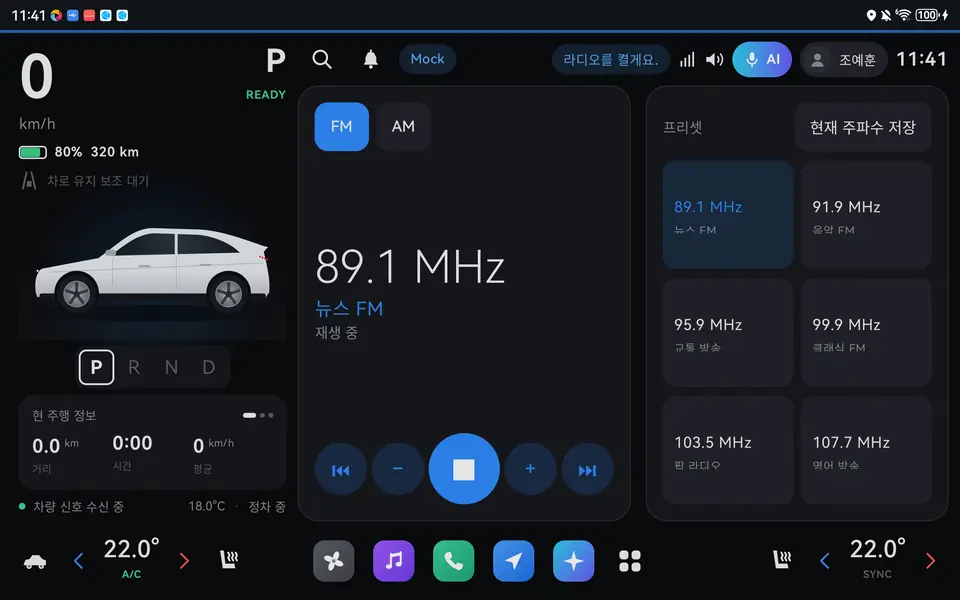 11:41
100
0
km/h
P
READY
80% 320 km
차로 유지 보조 대기
P R N D
현 주행 정보
0.0 km
거리
0:00
시간
0 km/h
평균
차량 신호 수신 중
18.0°C · 정차 중
Mock
라디오를 켤게요.
AI
조예훈
11:41
FM
AM
89.1 MHz
뉴스 FM
재생 중
프리셋
현재 주파수 저장
89.1 MHz
뉴스 FM
91.9 MHz
음악 FM
95.9 MHz
교통 방송
99.9 MHz
클래식 FM
103.5 MHz
팝 라디오
107.7 MHz
영어 방송
22.0°
A/C
22.0°
SYNC